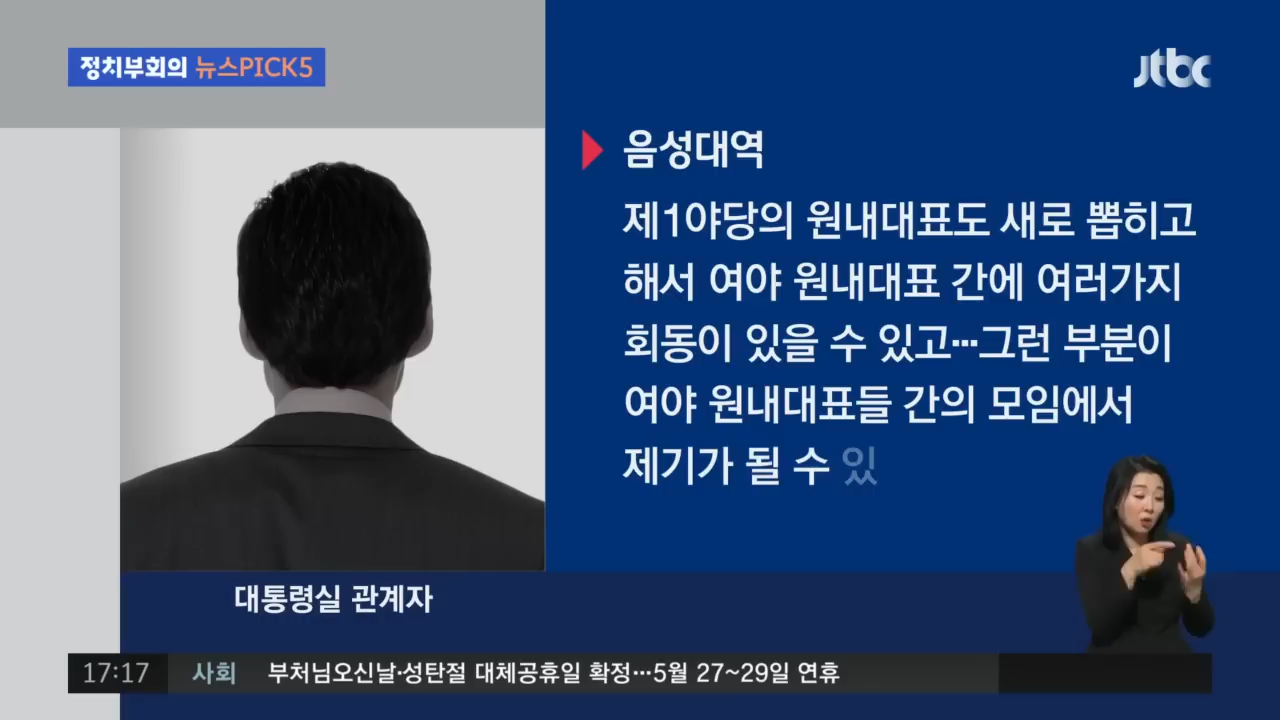 정치부회의 뉴스PICK5
jtbc
음성대역
제1야당의 원내대표도 새로 뽑히고
해서 여야 원내대표 간에 여러가지
회동이 있을 수 있고···그런 부분이
여야 원내대표들 간의 모임에서
제기가 될 수 있
대통령실 관계자
17:17 사회 부처님오신날·성탄절 대체공휴일 확정···5월 27~29일 연휴